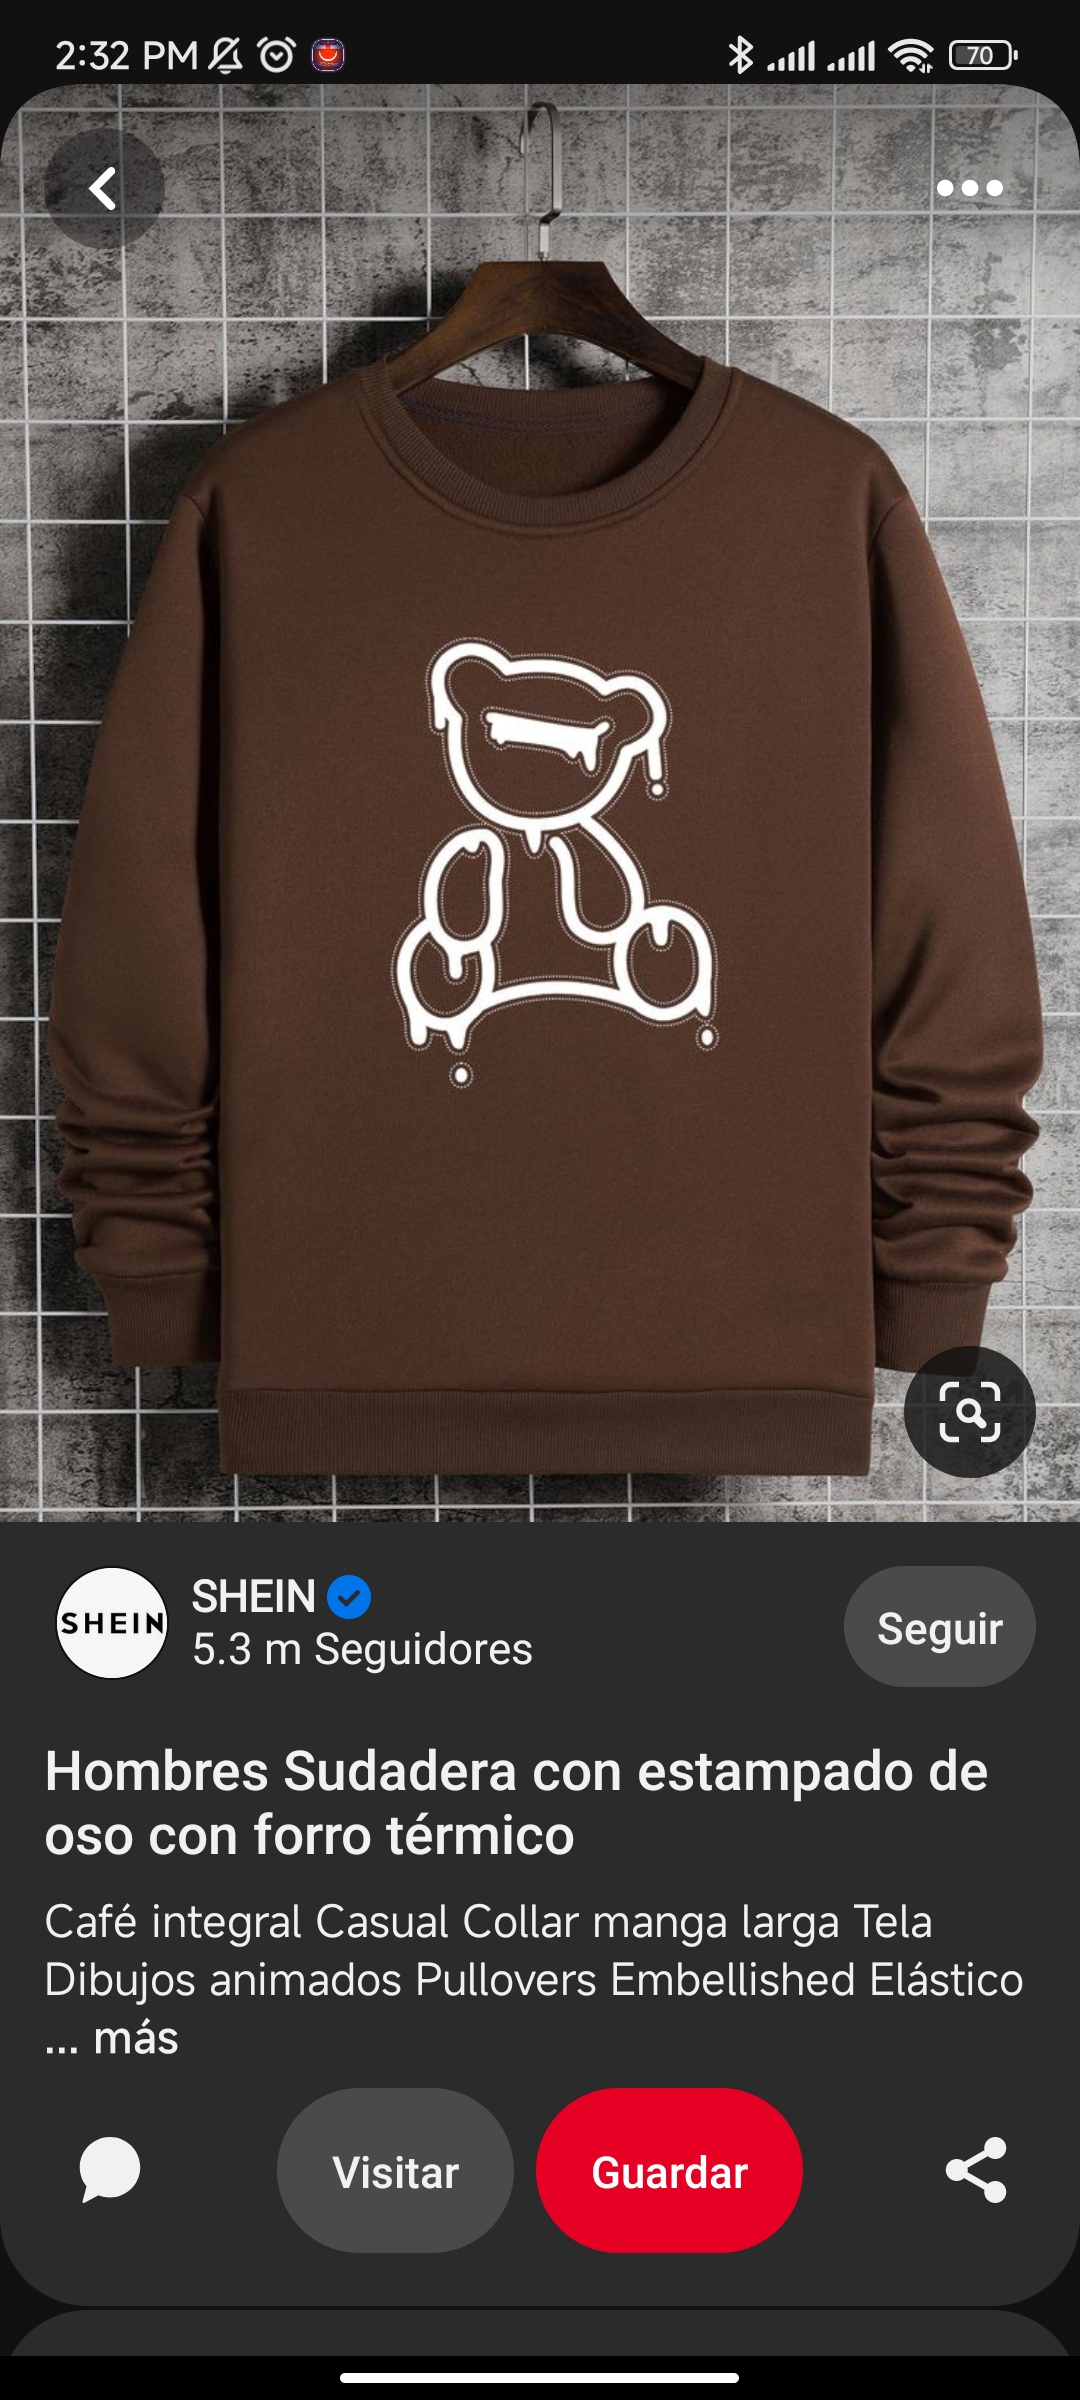 2:32 PM
70
SHEIN
SHEIN
5.3 m Seguidores
Seguir
Hombres Sudadera con estampado de
oso con forro térmico
Café integral Casual Collar manga larga Tela
Dibujos animados Pullovers Embellished Elástico
... más
Visitar
Guardar